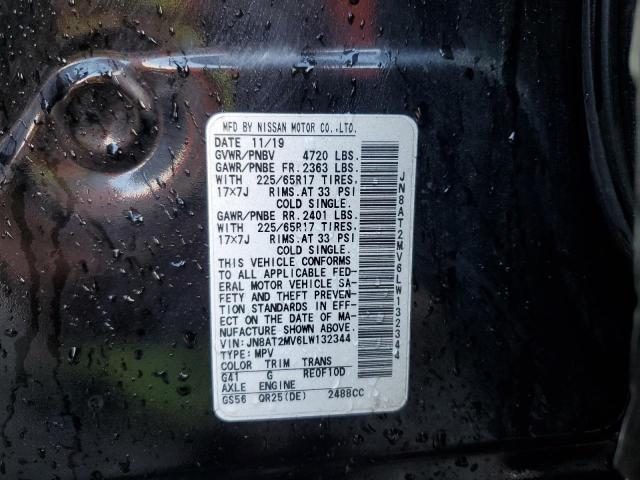 MFD BY NISSAN MOTOR CO.,LTD.
DATE 11/19
GVWR/PNBV 4720 LBS.
GAWR/PNBE FR.2363 LBS.
WITH 225/65R17 TIRES.
17×7J RIMS.AT 33 PSI
COLD SINGLE.
GAWR/PNBE RR.2401 LBS.
WITH 225/65R17 TIRES.
17×7J RIMS.AT 33 PSI
COLD SINGLE.
THIS VEHICLE CONFORMS
TO ALL APPLICABLE FED-
ERAL MOTOR VEHICLE SA-
FETY AND THEFT PREVEN-
TION STANDARDS IN EFF-
ECT ON THE DATE OF MA-
NUFACTURE SHOWN ABOVE.
VIN:JN8AT2MV6LW132344
TYPE:MPV
COLOR TRIM TRANS
G41 G RE0F10D
AXLE ENGINE
GS56 QR25(DE) 2488CC
JN8AT2MV6LW132344